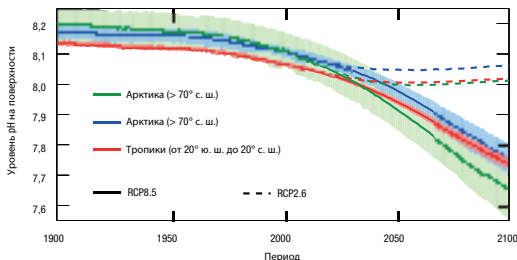 Уровень pH на поверхности
8,2
8,1
8,0
7,9
7,8
7,7
7,6
Арктика (> 70° с. ш.)
Арктика (> 70° с. ш.)
Тропики (от 20° ю. ш. до 20° с. ш.)
RCP8.5 RCP2.6
1900 1950 2000 2050 2100
Период